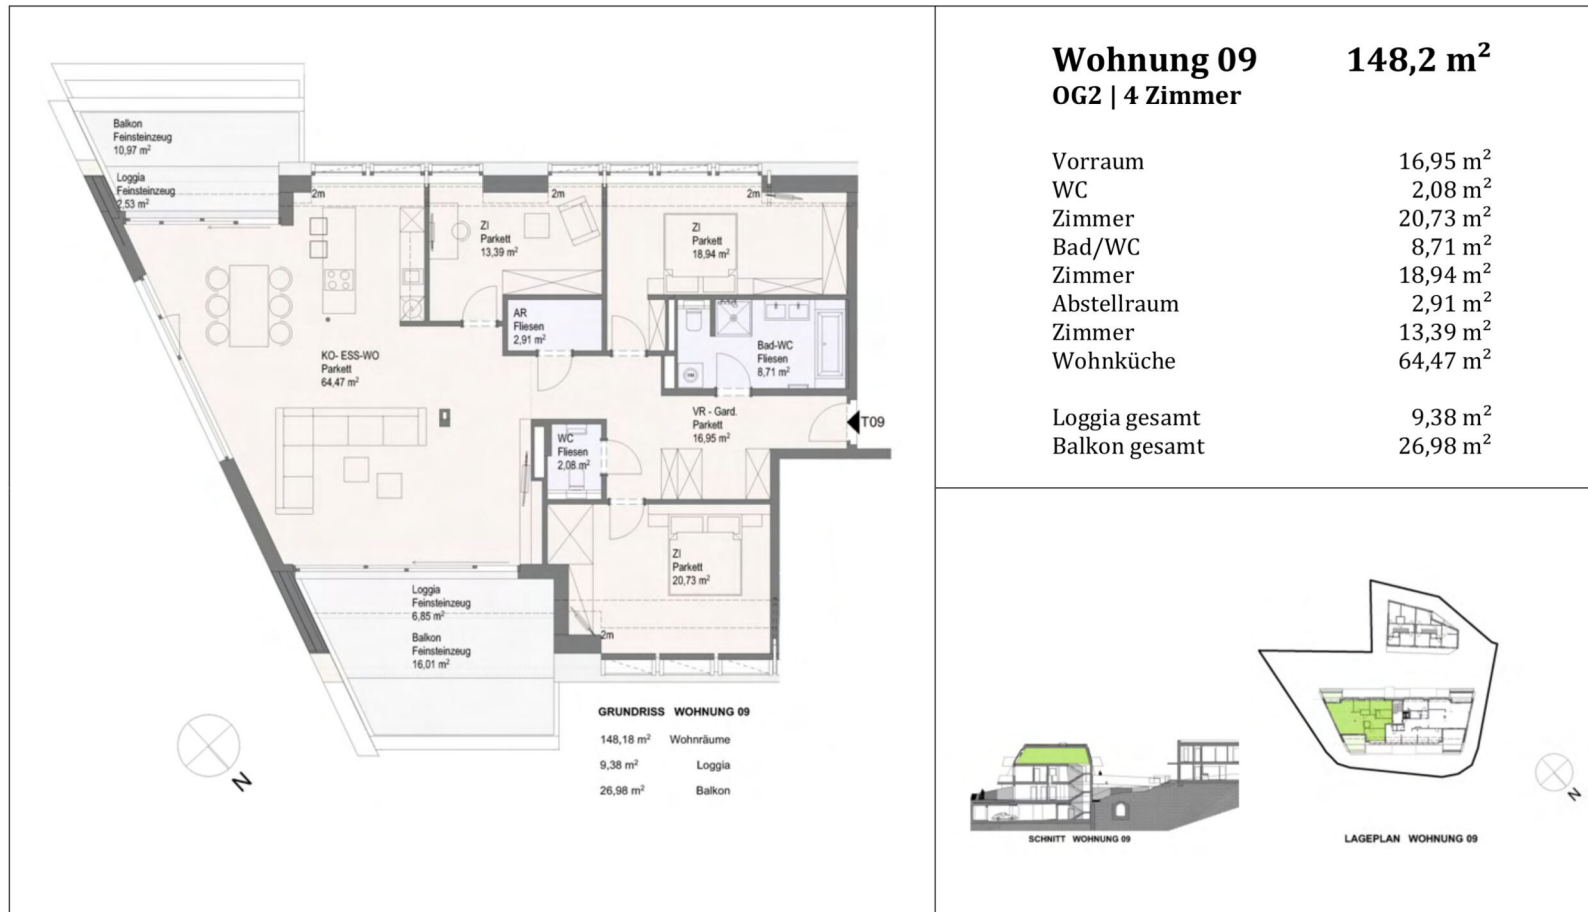 Balkon
Feinsteinzeug
10,97 m²
Loggia
Feinsteinzeug
2,53 m²
2m
2m
2m
ZI
Parkett
13,39 m²
ZI
Parkett
18,94 m²
AR
Fliesen
2,91 m²
KO- ESS-WO
Parkett
64,47 m²
Bad-WC
Fliesen
8,71 m²
VR - Gard.
Parkett
16,95 m²
T09
WC
Fliesen
2,08 m²
ZI
Parkett
20,73 m²
2m
Loggia
Feinsteinzeug
6,85 m²
Balkon
Feinsteinzeug
16,01 m²
N
GRUNDRISS WOHNUNG 09
148,18 m² Wohnräume
9,38 m² Loggia
26,98 m² Balkon
Wohnung 09 148,2 m²
OG2 | 4 Zimmer
Vorraum 16,95 m²
WC 2,08 m²
Zimmer 20,73 m²
Bad/WC 8,71 m²
Zimmer 18,94 m²
Abstellraum 2,91 m²
Zimmer 13,39 m²
Wohnküche 64,47 m²
Loggia gesamt 9,38 m²
Balkon gesamt 26,98 m²
SCHNITT WOHNUNG 09
LAGEPLAN WOHNUNG 09
N